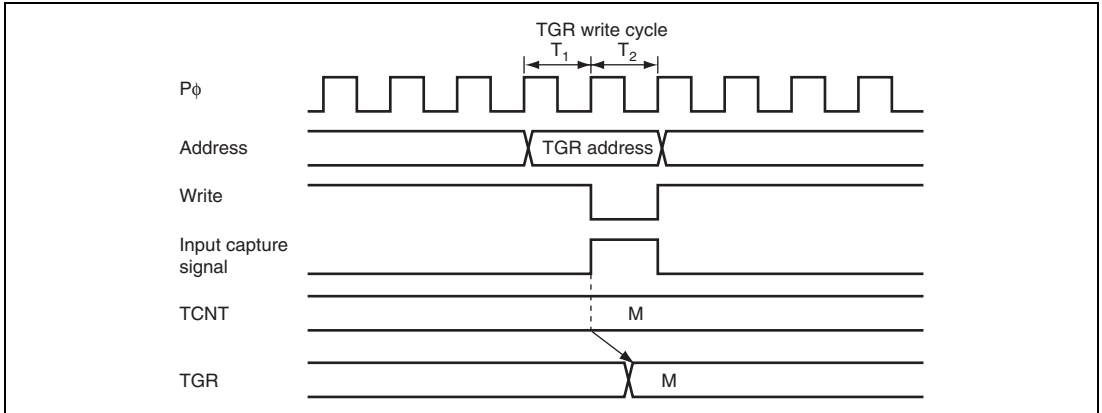 TGR write cycle
T1 T2
Pϕ
Address
TGR address
Write
Input capture
signal
TCNT
M
TGR
M